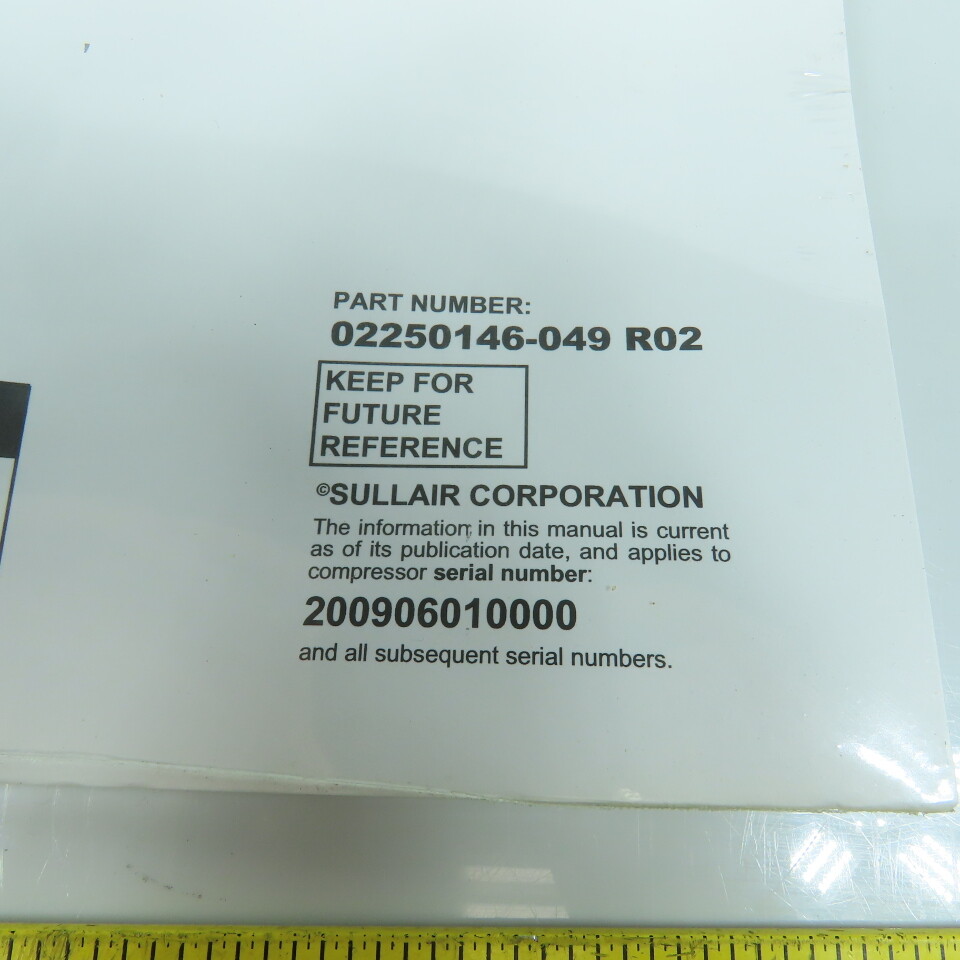 PART NUMBER:
02250146-049 R02
KEEP FOR
FUTURE
REFERENCE
©SULLAIR CORPORATION
The information in this manual is current
as of its publication date, and applies to
compressor serial number:
200906010000
and all subsequent serial numbers.